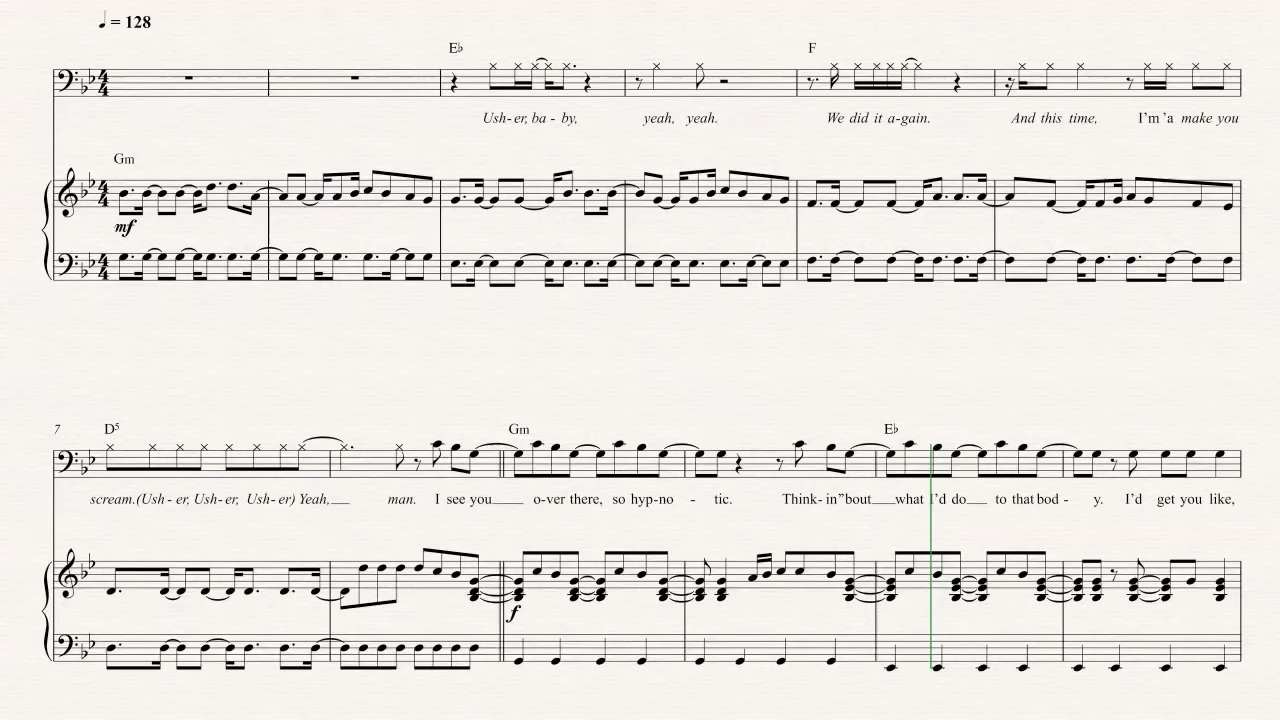 ♩ = 128
E♭ F
Ush- er, ba - by, yeah, yeah. We did it a-gain. And this time, I'm 'a make you
Gm
mf
7 D5 Gm E♭
scream.(Ush - er, Ush- er, Ush- er) Yeah, man. I see you o-ver there, so hyp-no - tic. Think- in"bout what I'd do to that bod - y. I'd get you like,
f